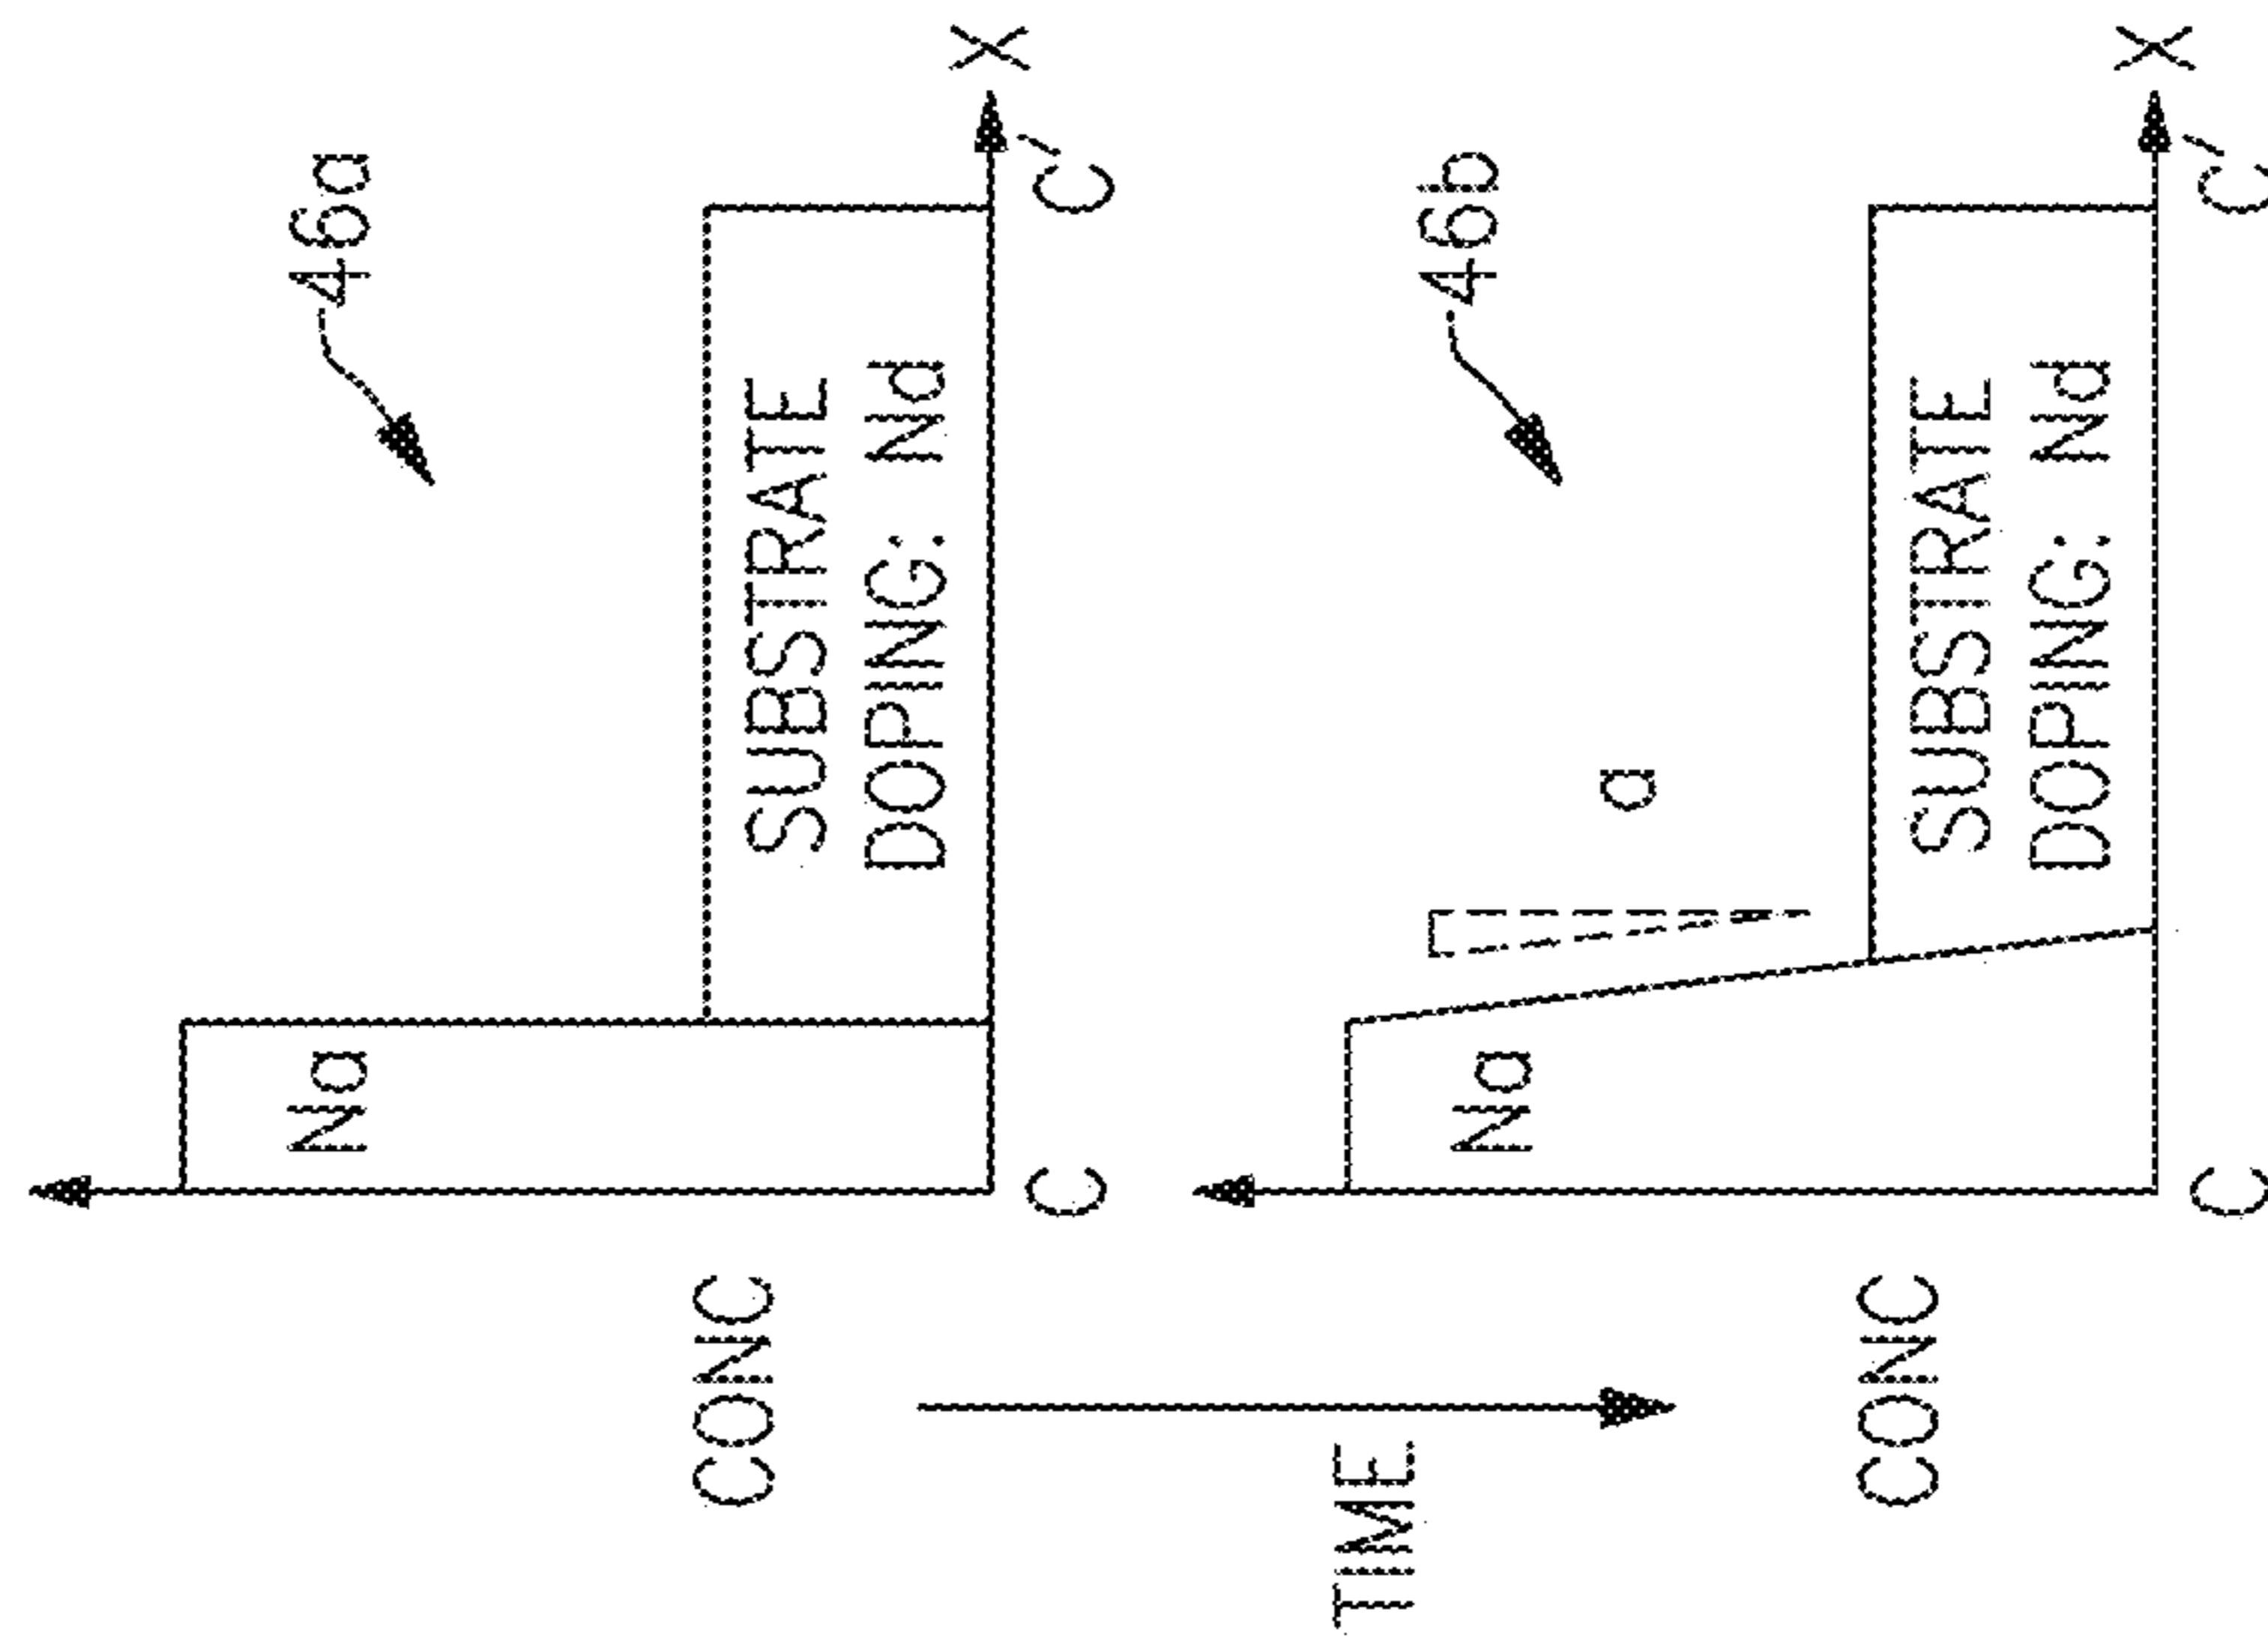 46a
Na
SUBSTRATE
DOPING: Nd
CONC
X
C
C'
TIME
46b
Na
a
SUBSTRATE
DOPING: Nd
CONC
X
C
C'